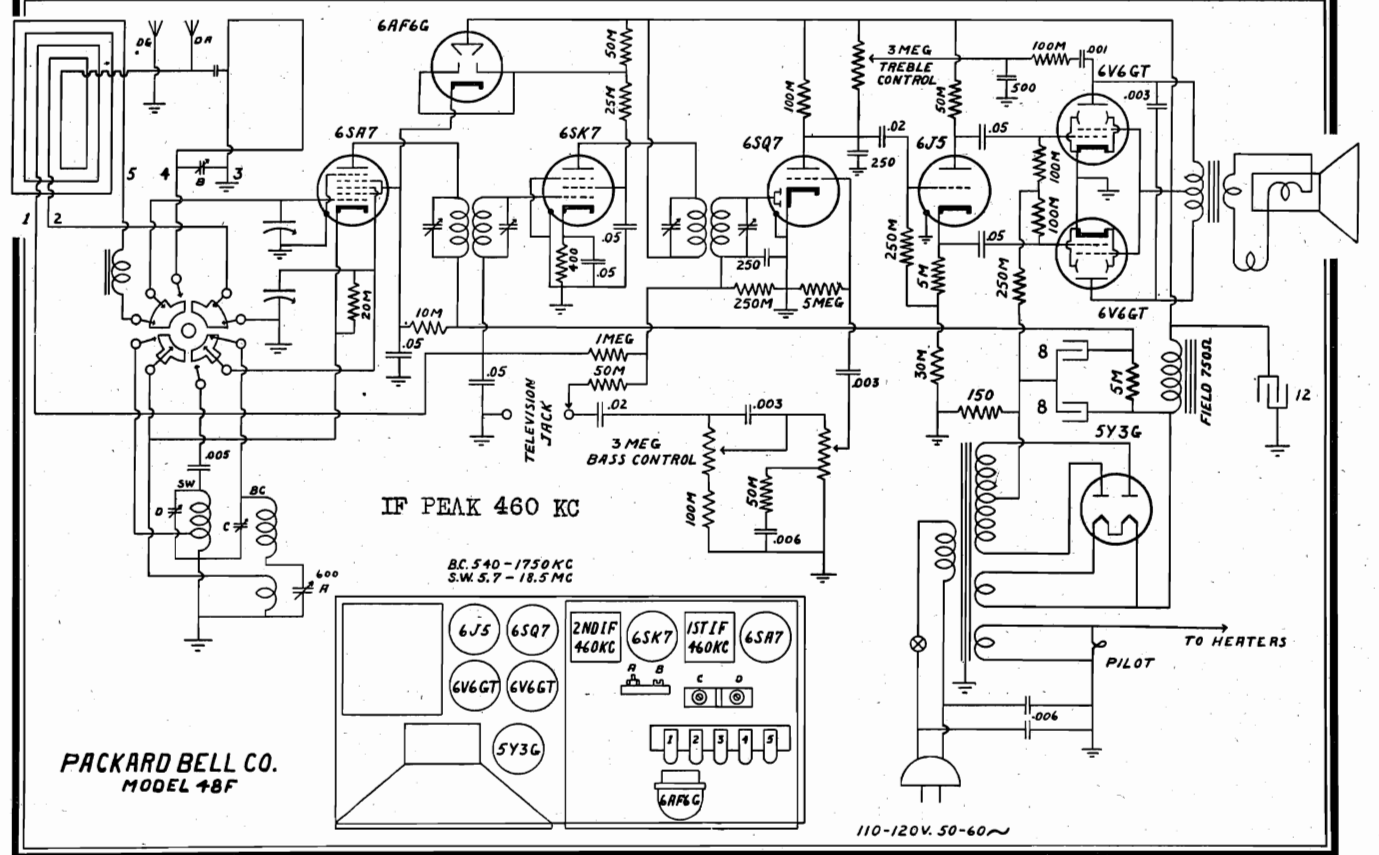 6AF6G
DG
DA
50M
25M
100M
3 MEG
TREBLE
CONTROL
50M
100M
.001
500
6V6GT
.003
6SA7
6SK7
6SQ7
.02
250
6J5
.05
100M
100M
5
4
B
3
1
2
400
.05
.05
250
250M
5MEG
250M
5M
.05
250M
6V6GT
20M
10M
.05
1MEG
50M
.003
30M
8
8
5M
FIELD 750Ω
12
.05
TELEVISION
JACK
.02
.003
150
5Y3G
3 MEG
BASS CONTROL
.005
SW
BC
D
C
100M
50M
.006
IF PEAK 460 KC
600
A
B.C. 540-1750 KC
S.W. 5.7-18.5 MC
6J5
6SQ7
2ND IF
460KC
6SK7
1ST IF
460KC
6SA7
6V6GT
6V6GT
A
B
C
D
5Y3G
1
2
3
4
5
6AF6G
TO HEATERS
PILOT
.006
PACKARD BELL CO.
MODEL 48F
110-120V. 50-60~